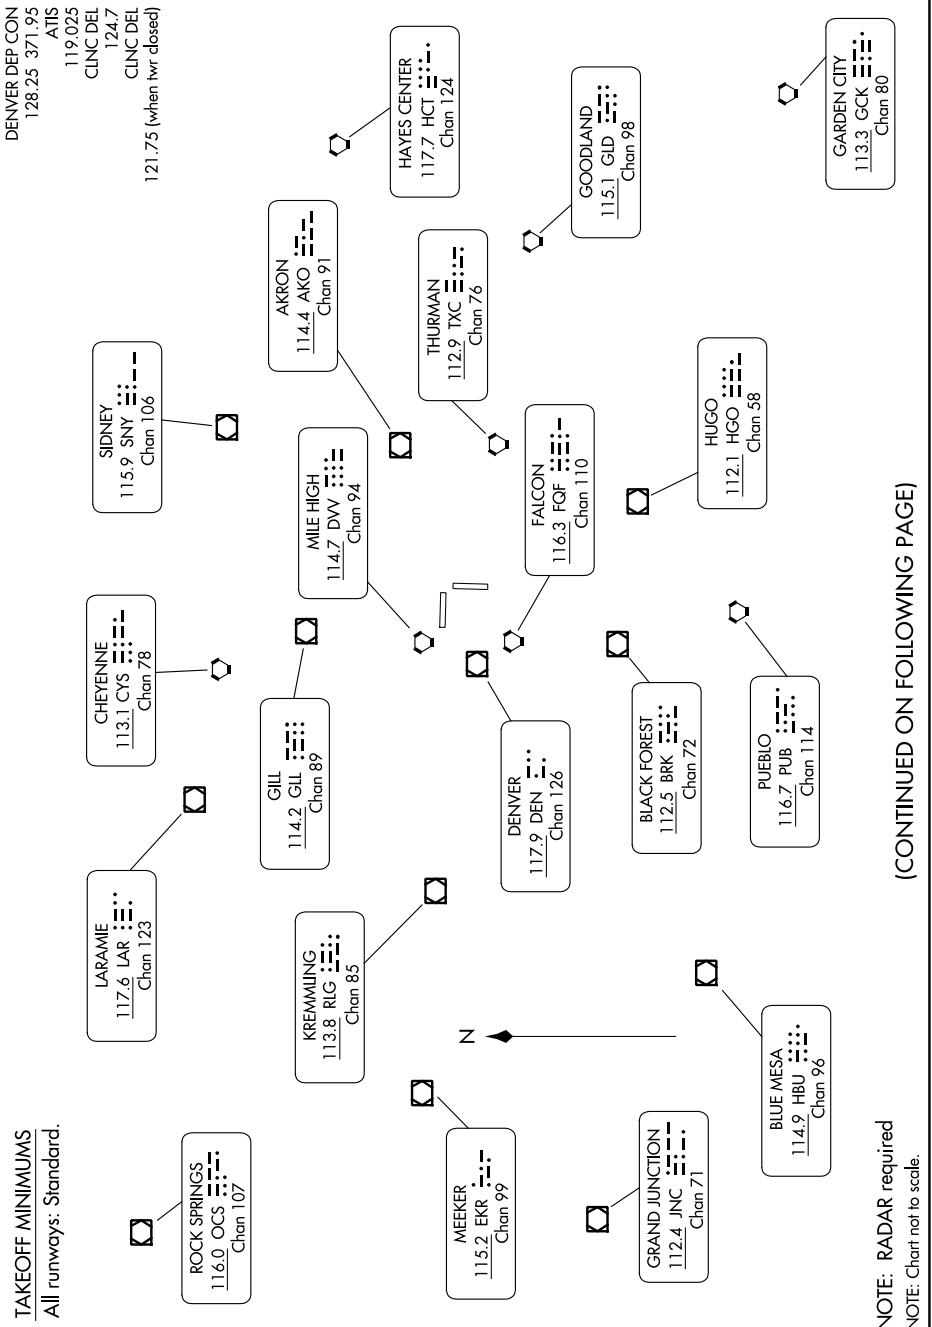 TAKEOFF MINIMUMS
All runways: Standard.
DENVER DEP CON
128.25 371.95
ATIS
119.025
CLNC DEL
124.7
CLNC DEL
121.75 (when twr closed)
ROCK SPRINGS
116.0 OCS
Chan 107
LARAMIE
117.6 LAR
Chan 123
CHEYENNE
113.1 CYS
Chan 78
SIDNEY
115.9 SNY
Chan 106
GILL
114.2 GLL
Chan 89
AKRON
114.4 AKO
Chan 91
KREMMLING
113.8 RLG
Chan 85
MILE HIGH
114.7 DVV
Chan 94
HAYES CENTER
117.7 HCT
Chan 124
MEEKER
115.2 EKR
Chan 99
N
THURMAN
112.9 TXC
Chan 76
DENVER
117.9 DEN
Chan 126
FALCON
116.3 FQF
Chan 110
GOODLAND
115.1 GLD
Chan 98
GRAND JUNCTION
112.4 JNC
Chan 71
BLACK FOREST
112.5 BRK
Chan 72
HUGO
112.1 HGO
Chan 58
BLUE MESA
114.9 HBU
Chan 96
PUEBLO
116.7 PUB
Chan 114
GARDEN CITY
113.3 GCK
Chan 80
NOTE: RADAR required
NOTE: Chart not to scale.
(CONTINUED ON FOLLOWING PAGE)